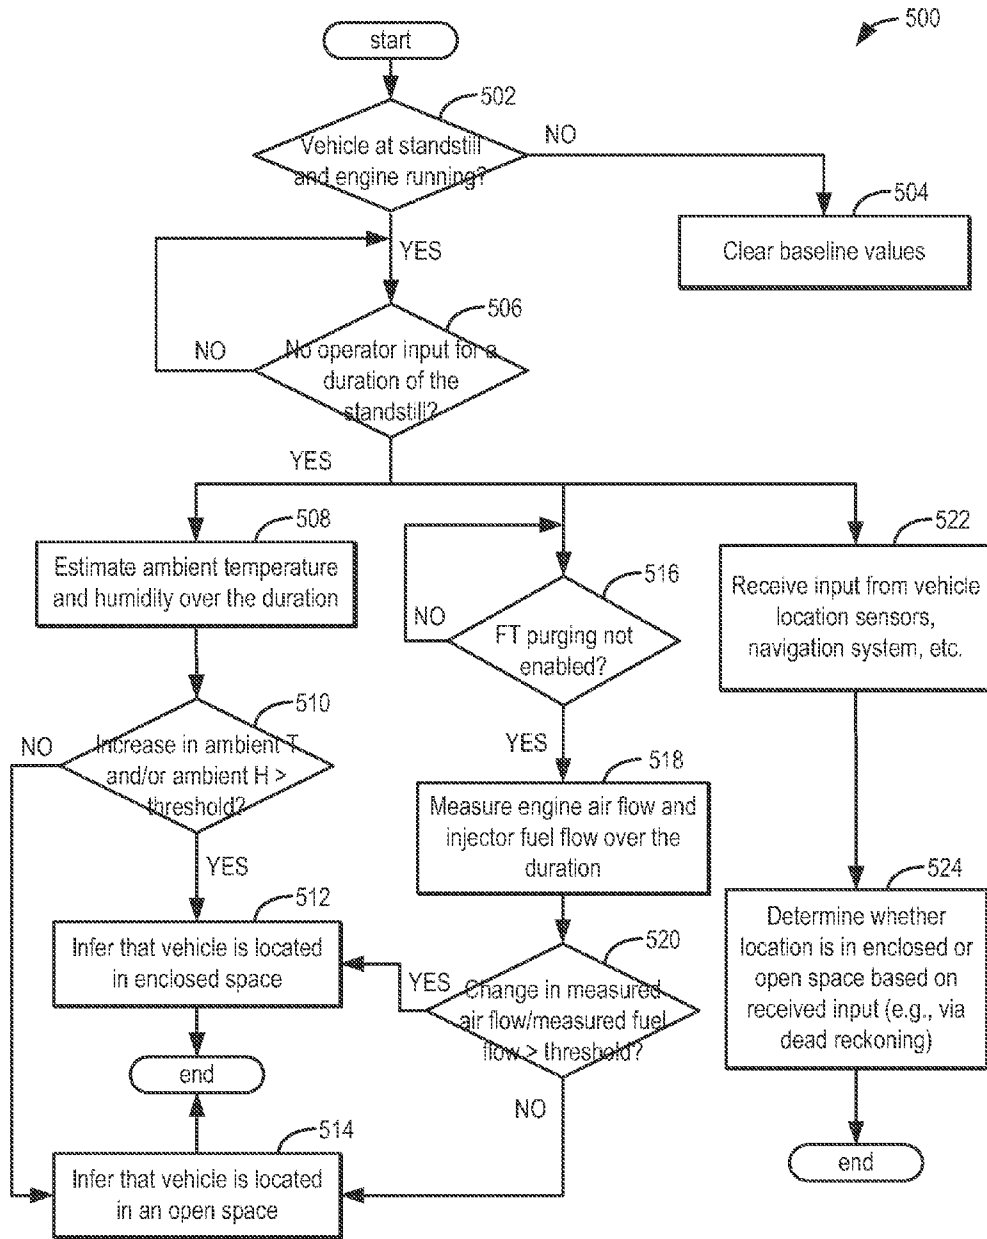 start
500
502
Vehicle at standstill
and engine running?
NO
504
Clear baseline values
YES
506
No operator input for a
duration of the
standstill?
NO
YES
508
Estimate ambient temperature
and humidity over the duration
516
FT purging not
enabled?
NO
522
Receive input from vehicle
location sensors,
navigation system, etc.
510
Increase in ambient T
and/or ambient H >
threshold?
NO
YES
YES
518
Measure engine air flow and
injector fuel flow over the
duration
512
Infer that vehicle is located
in enclosed space
520
Change in measured
air flow/measured fuel
flow > threshold?
YES
524
Determine whether
location is in enclosed or
open space based on
received input (e.g., via
dead reckoning)
end
NO
514
Infer that vehicle is located
in an open space
end